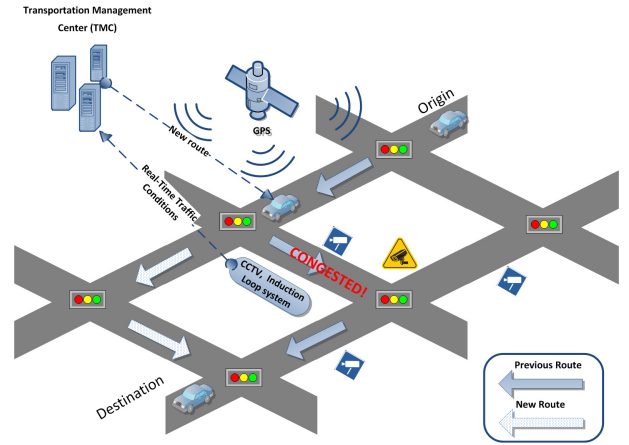 Transportation Management
Center (TMC)
GPS
Origin
New route
Real-Time Traffic
Conditions
CCTV, Induction
Loop system
CONGESTED!
Destination
Previous Route
New Route